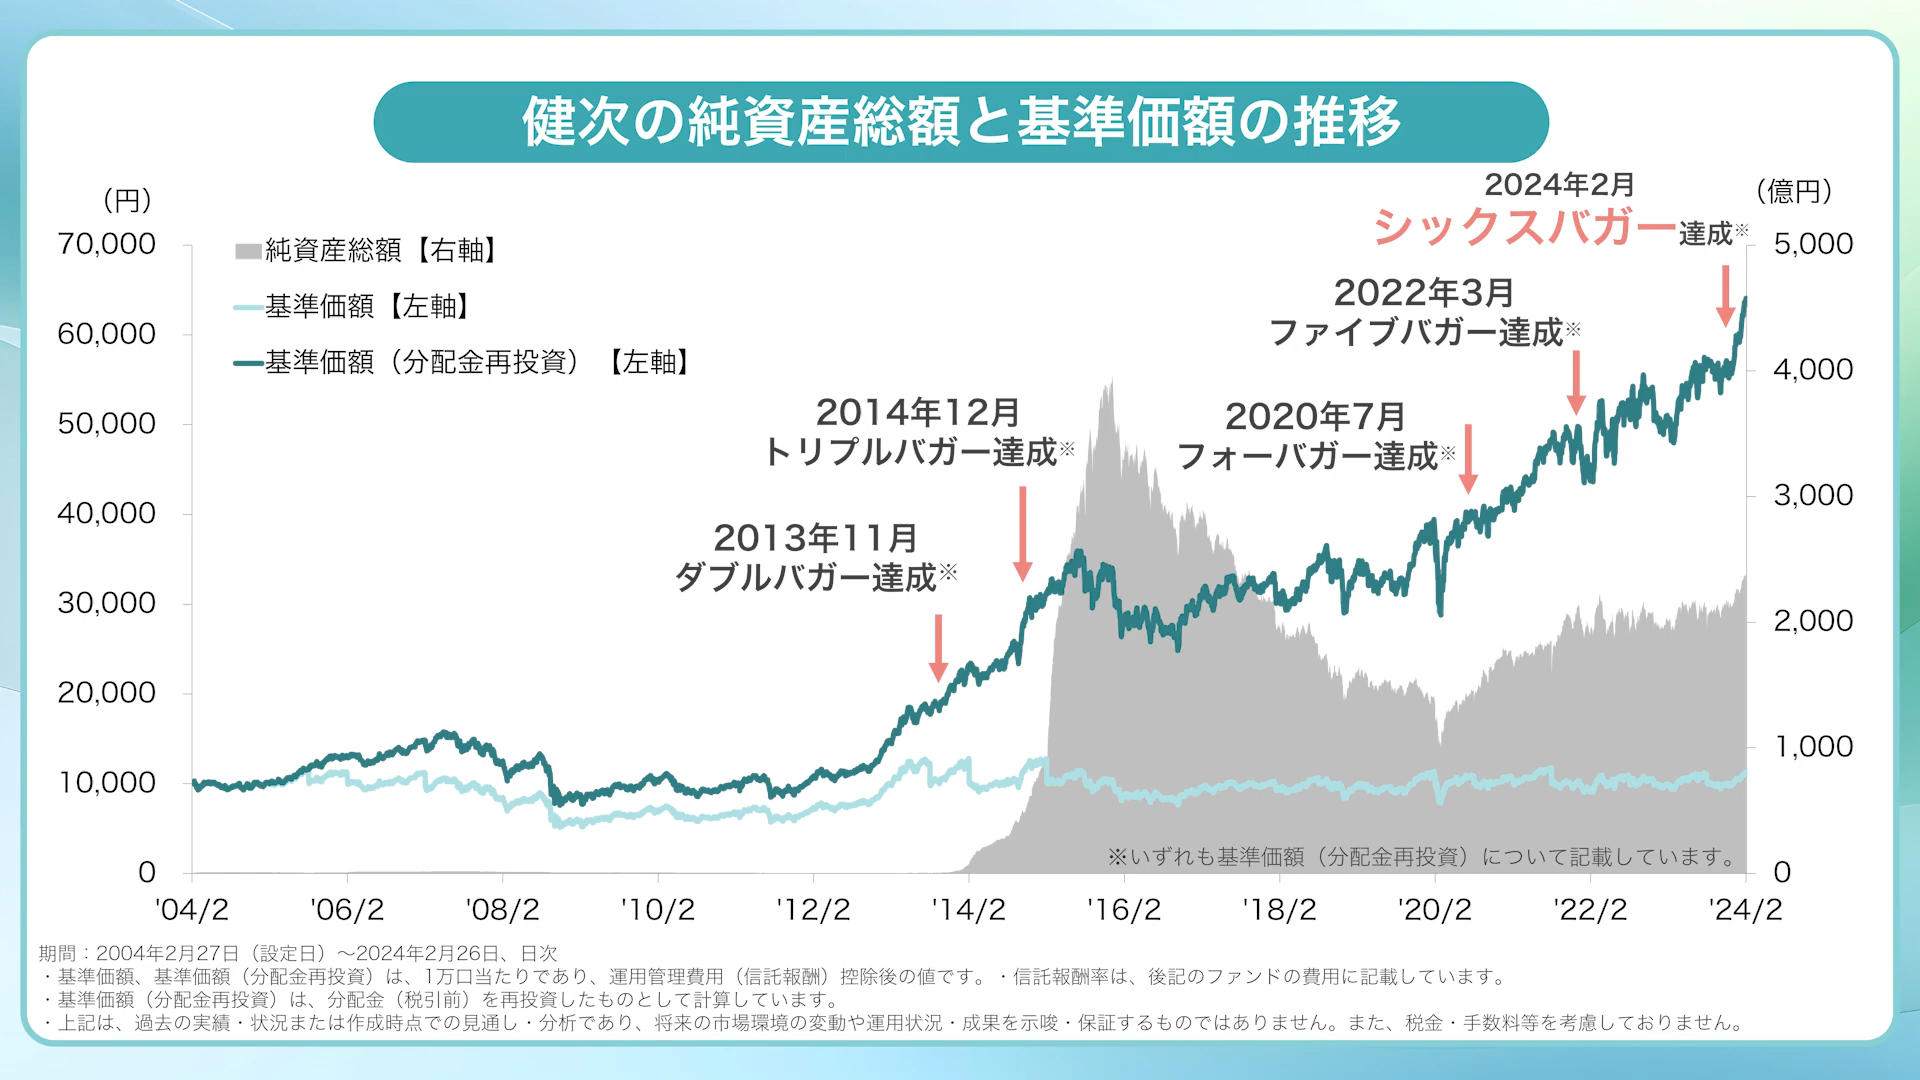 健次の純資産総額と基準価額の推移
（円）
（億円）
70,000
60,000
50,000
40,000
30,000
20,000
10,000
0
純資産総額【右軸】
基準価額【左軸】
基準価額（分配金再投資）【左軸】
2013年11月
ダブルバガー達成※
2014年12月
トリプルバガー達成※
2020年7月
フォーバガー達成※
2022年3月
ファイブバガー達成※
2024年2月
シックスバガー達成※
5,000
4,000
3,000
2,000
1,000
0
※いずれも基準価額（分配金再投資）について記載しています。
'04/2 '06/2 '08/2 '10/2 '12/2 '14/2 '16/2 '18/2 '20/2 '22/2 '24/2
期間：2004年2月27日（設定日）～2024年2月26日、日次
・基準価額、基準価額（分配金再投資）は、1万口当たりであり、運用管理費用（信託報酬）控除後の値です。・信託報酬率は、後記のファンドの費用に記載しています。
・基準価額（分配金再投資）は、分配金（税引前）を再投資したものとして計算しています。
・上記は、過去の実績・状況または作成時点での見通し・分析であり、将来の市場環境の変動や運用状況・成果を示唆・保証するものではありません。また、税金・手数料等を考慮しておりません。